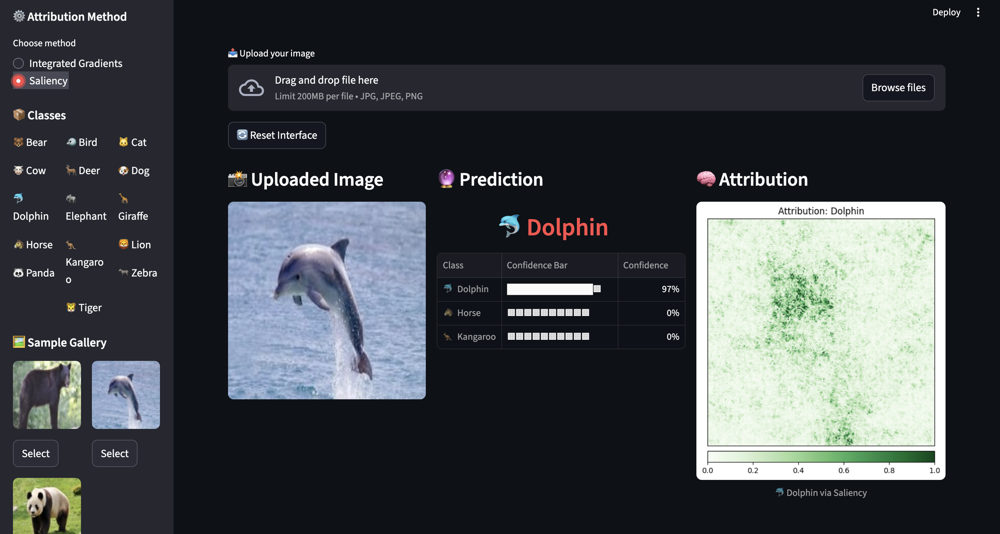 Attribution Method
Choose method
Integrated Gradients
Saliency
Classes
Bear Bird Cat
Cow Deer Dog
Dolphin Elephant Giraffe
Horse Kangaro Lion
o
Panda Zebra
Tiger
Sample Gallery
Select Select
Deploy
Upload your image
Drag and drop file here
Limit 200MB per file • JPG, JPEG, PNG
Browse files
Reset Interface
Uploaded Image
Prediction
Dolphin
Class Confidence Bar Confidence
Dolphin 97%
Horse 0%
Kangaroo 0%
Attribution
Attribution: Dolphin
0.0 0.2 0.4 0.6 0.8 1.0
Dolphin via Saliency